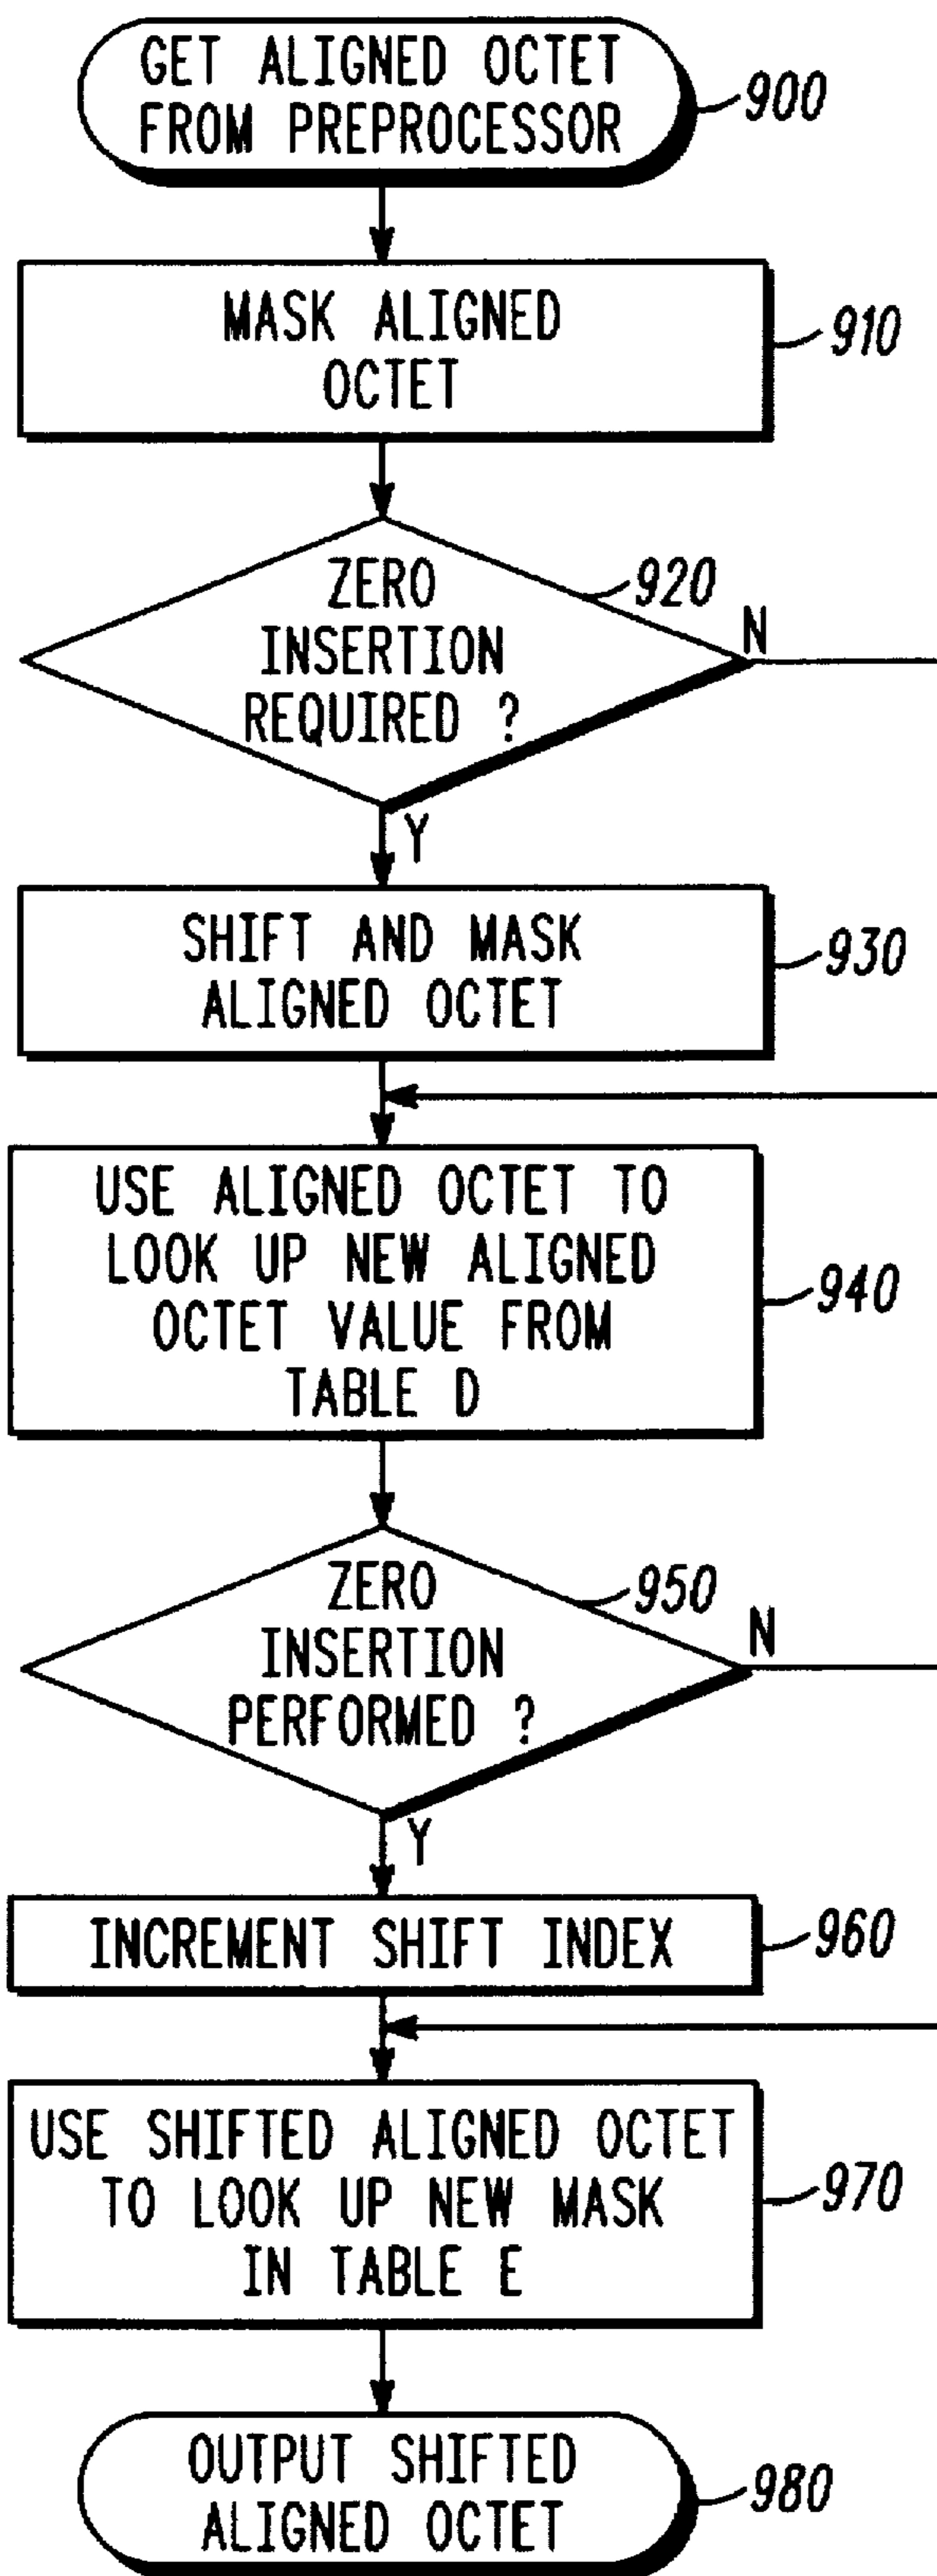 GET ALIGNED OCTET
FROM PREPROCESSOR
900
MASK ALIGNED
OCTET
910
ZERO
INSERTION
REQUIRED ?
920
N
Y
SHIFT AND MASK
ALIGNED OCTET
930
USE ALIGNED OCTET TO
LOOK UP NEW ALIGNED
OCTET VALUE FROM
TABLE D
940
ZERO
INSERTION
PERFORMED ?
950
N
Y
INCREMENT SHIFT INDEX
960
USE SHIFTED ALIGNED OCTET
TO LOOK UP NEW MASK
IN TABLE E
970
OUTPUT SHIFTED
ALIGNED OCTET
980